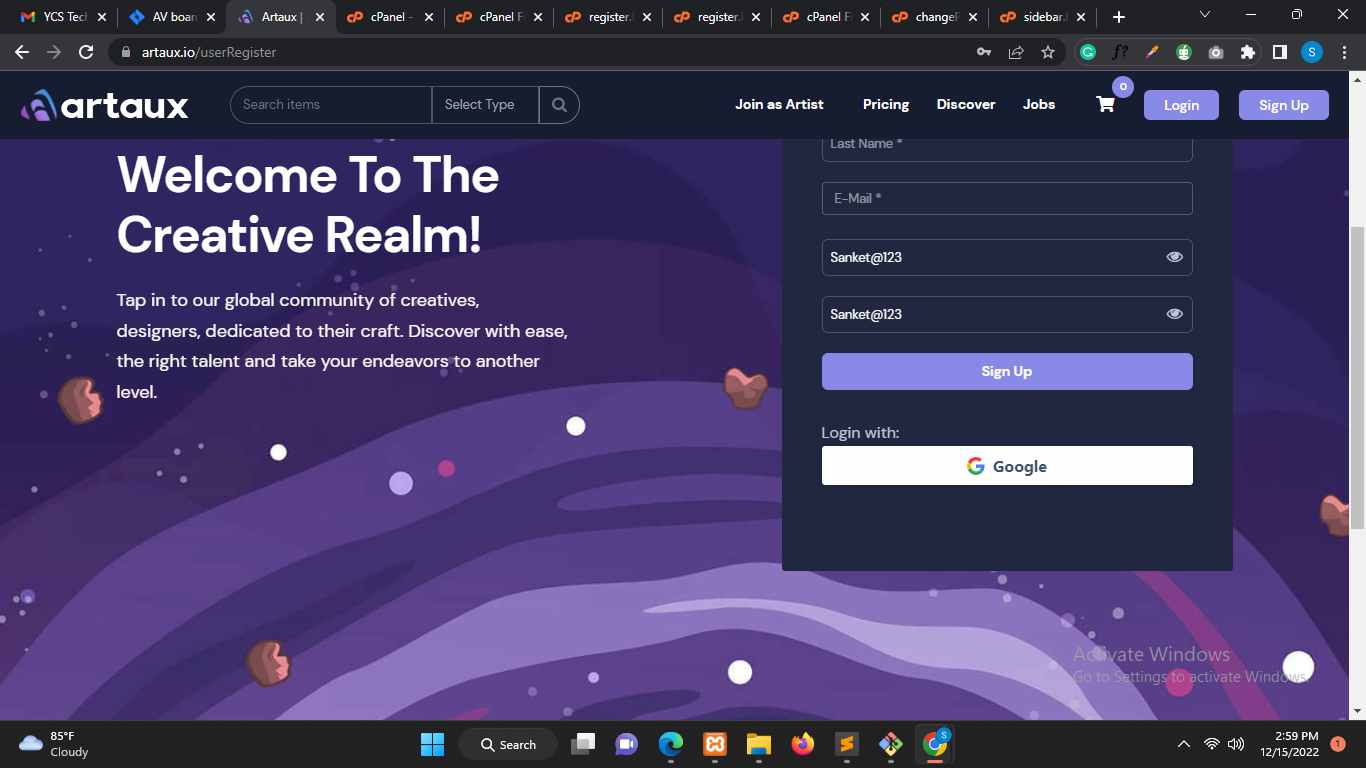 YCS Tech
AV boar
Artaux |
cPanel -
cPanel Fi
register.
register.
cPanel Fi
changeP
sidebar.
artaux.io/userRegister
f?
S
artaux
Search items
Select Type
Join as Artist
Pricing
Discover
Jobs
0
Login
Sign Up
Welcome To The
Creative Realm!
Tap in to our global community of creatives,
designers, dedicated to their craft. Discover with ease,
the right talent and take your endeavors to another
level.
Last Name *
E-Mail *
Sanket@123
Sanket@123
Sign Up
Login with:
Google
Activate Windows
Go to Settings to activate Windows.
85°F
Cloudy
Search
S
2:59 PM
12/15/2022
1